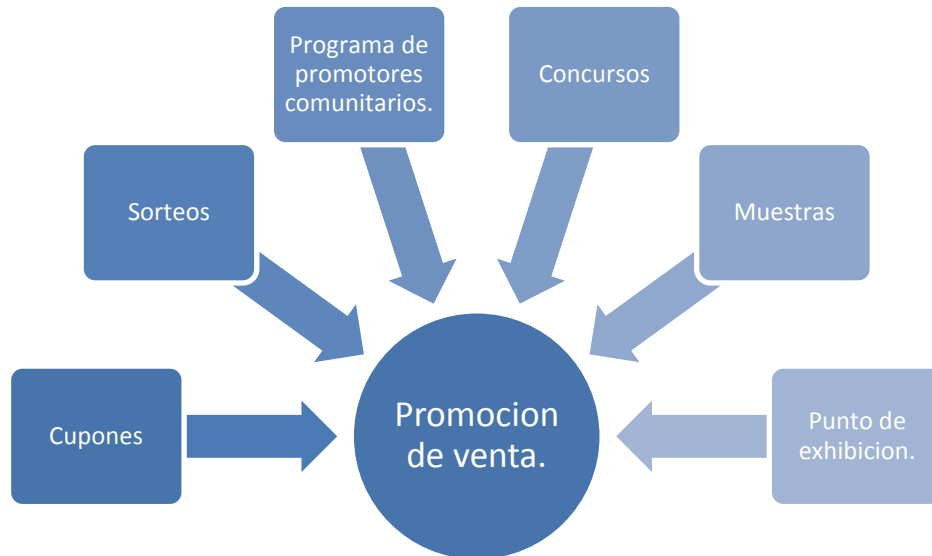 Programa de
promotores
comunitarios.
Concursos
Sorteos
Muestras
Cupones
Promocion
de venta.
Punto de
exhibicion.